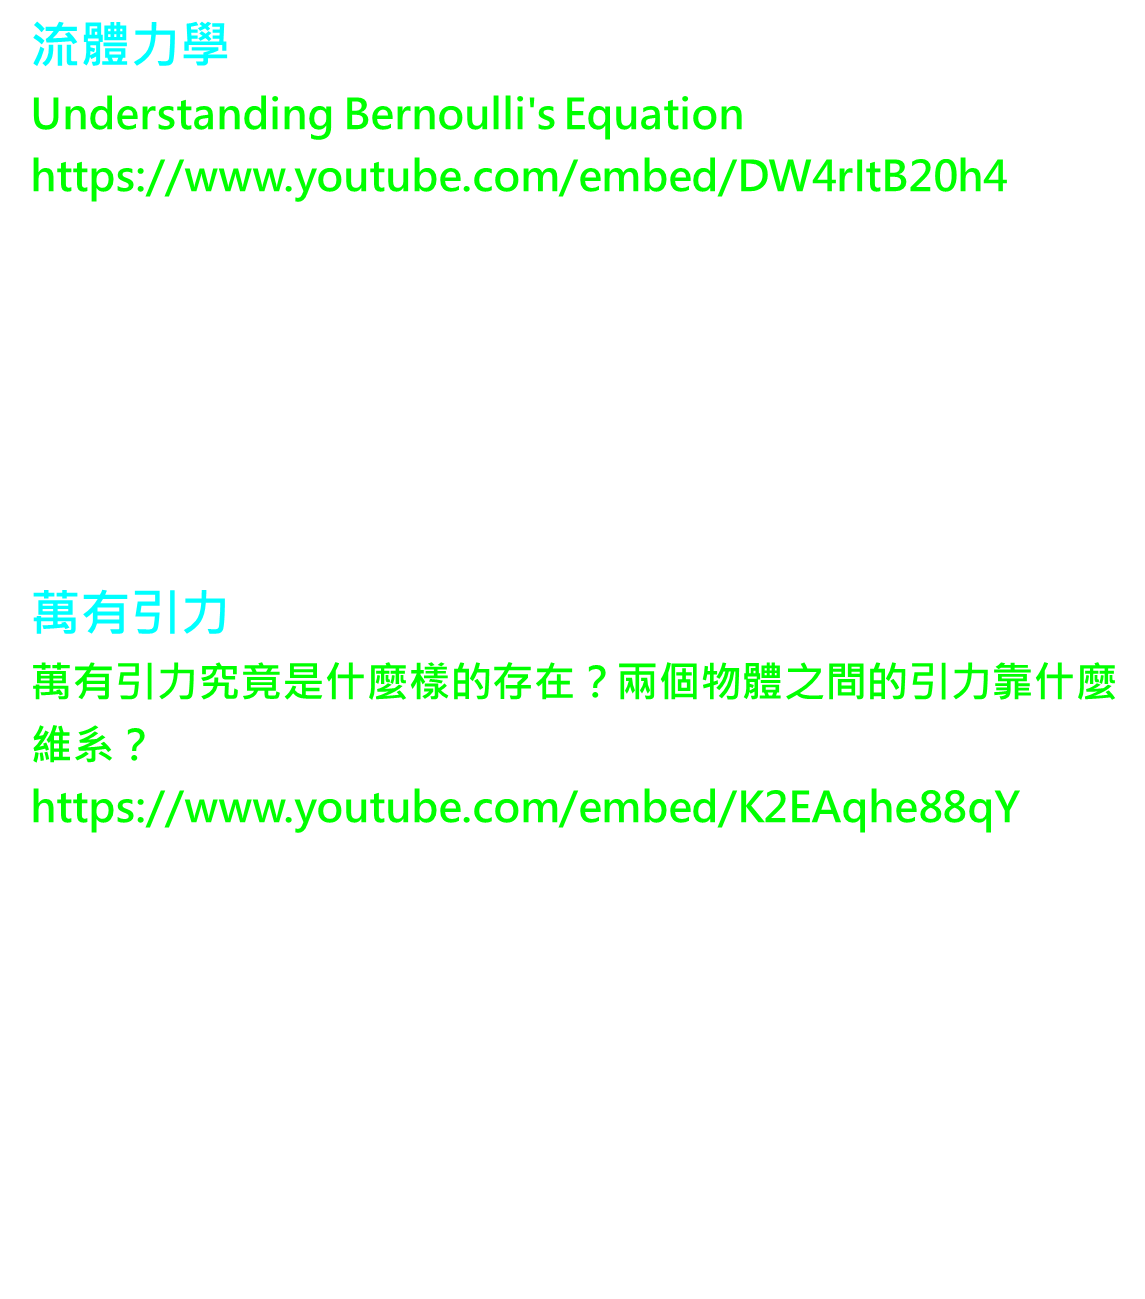 流體力學
Understanding Bernoulli's Equation
https://www.youtube.com/embed/DW4rItB20h4
萬有引力
萬有引力究竟是什麼樣的存在？兩個物體之間的引力靠什麼
維系？
https://www.youtube.com/embed/K2EAqhe88qY